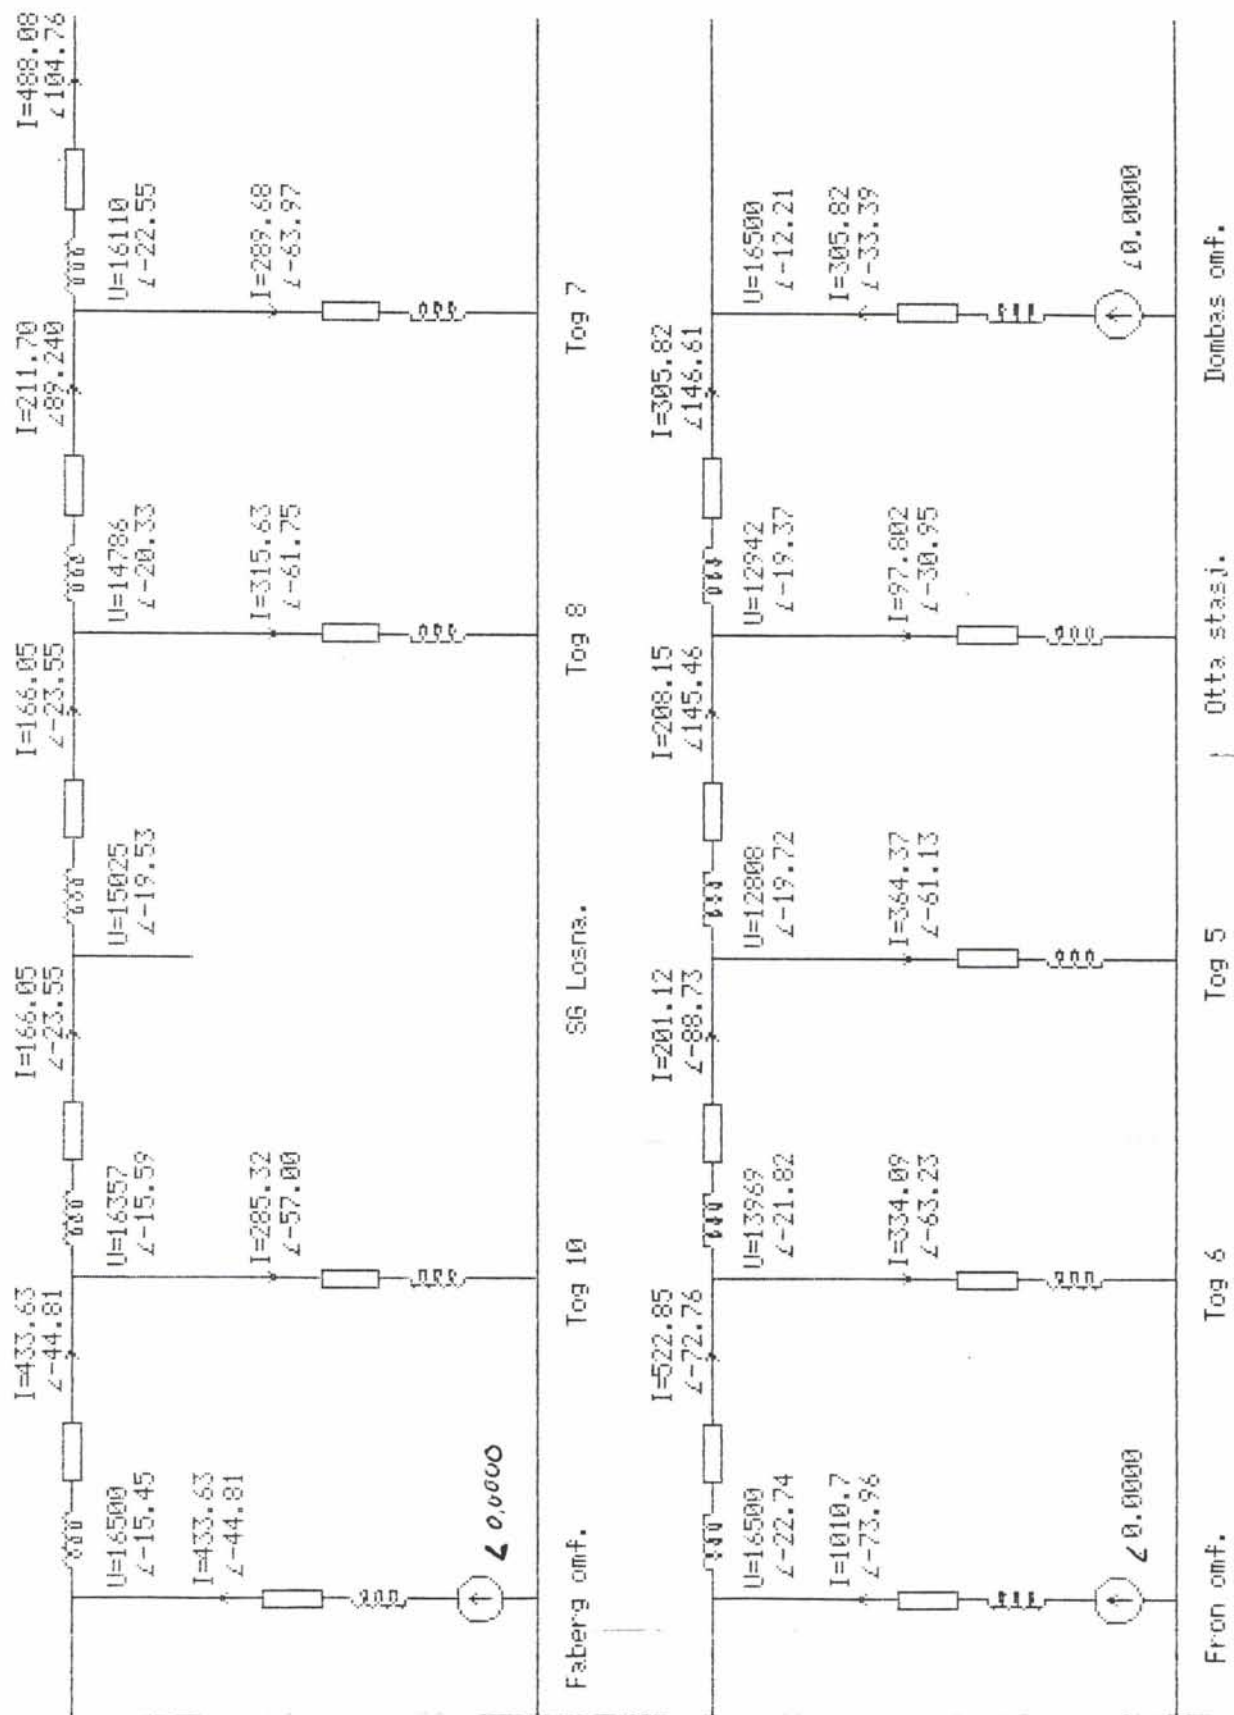 I=433.63
∠-44.81
I=166.05
∠-23.55
I=166.05
∠-23.55
I=211.70
∠89.240
I=488.08
∠104.76
U=16500
∠-15.45
U=16357
∠-15.59
U=15025
∠-19.53
U=14786
∠-20.33
U=16110
∠-22.55
I=433.63
∠-44.81
I=285.32
∠-57.00
I=315.63
∠-61.75
I=289.68
∠-63.97
∠ 0,0000
Faberg omf.
Tog 10
SG Losna.
Tog 8
Tog 7
I=522.85
∠-72.76
I=201.12
∠-88.73
I=208.15
∠145.46
I=305.82
∠146.61
U=16500
∠-22.74
U=13969
∠-21.82
U=12808
∠-19.72
U=12942
∠-19.37
U=16500
∠-12.21
I=1010.7
∠-73.96
I=334.09
∠-63.23
I=364.37
∠-61.13
I=97.802
∠-30.95
I=305.82
∠-33.39
∠0.0000
∠0.0000
Fron omf.
Tog 6
Tog 5
Otta stasj.
Dombas omf.